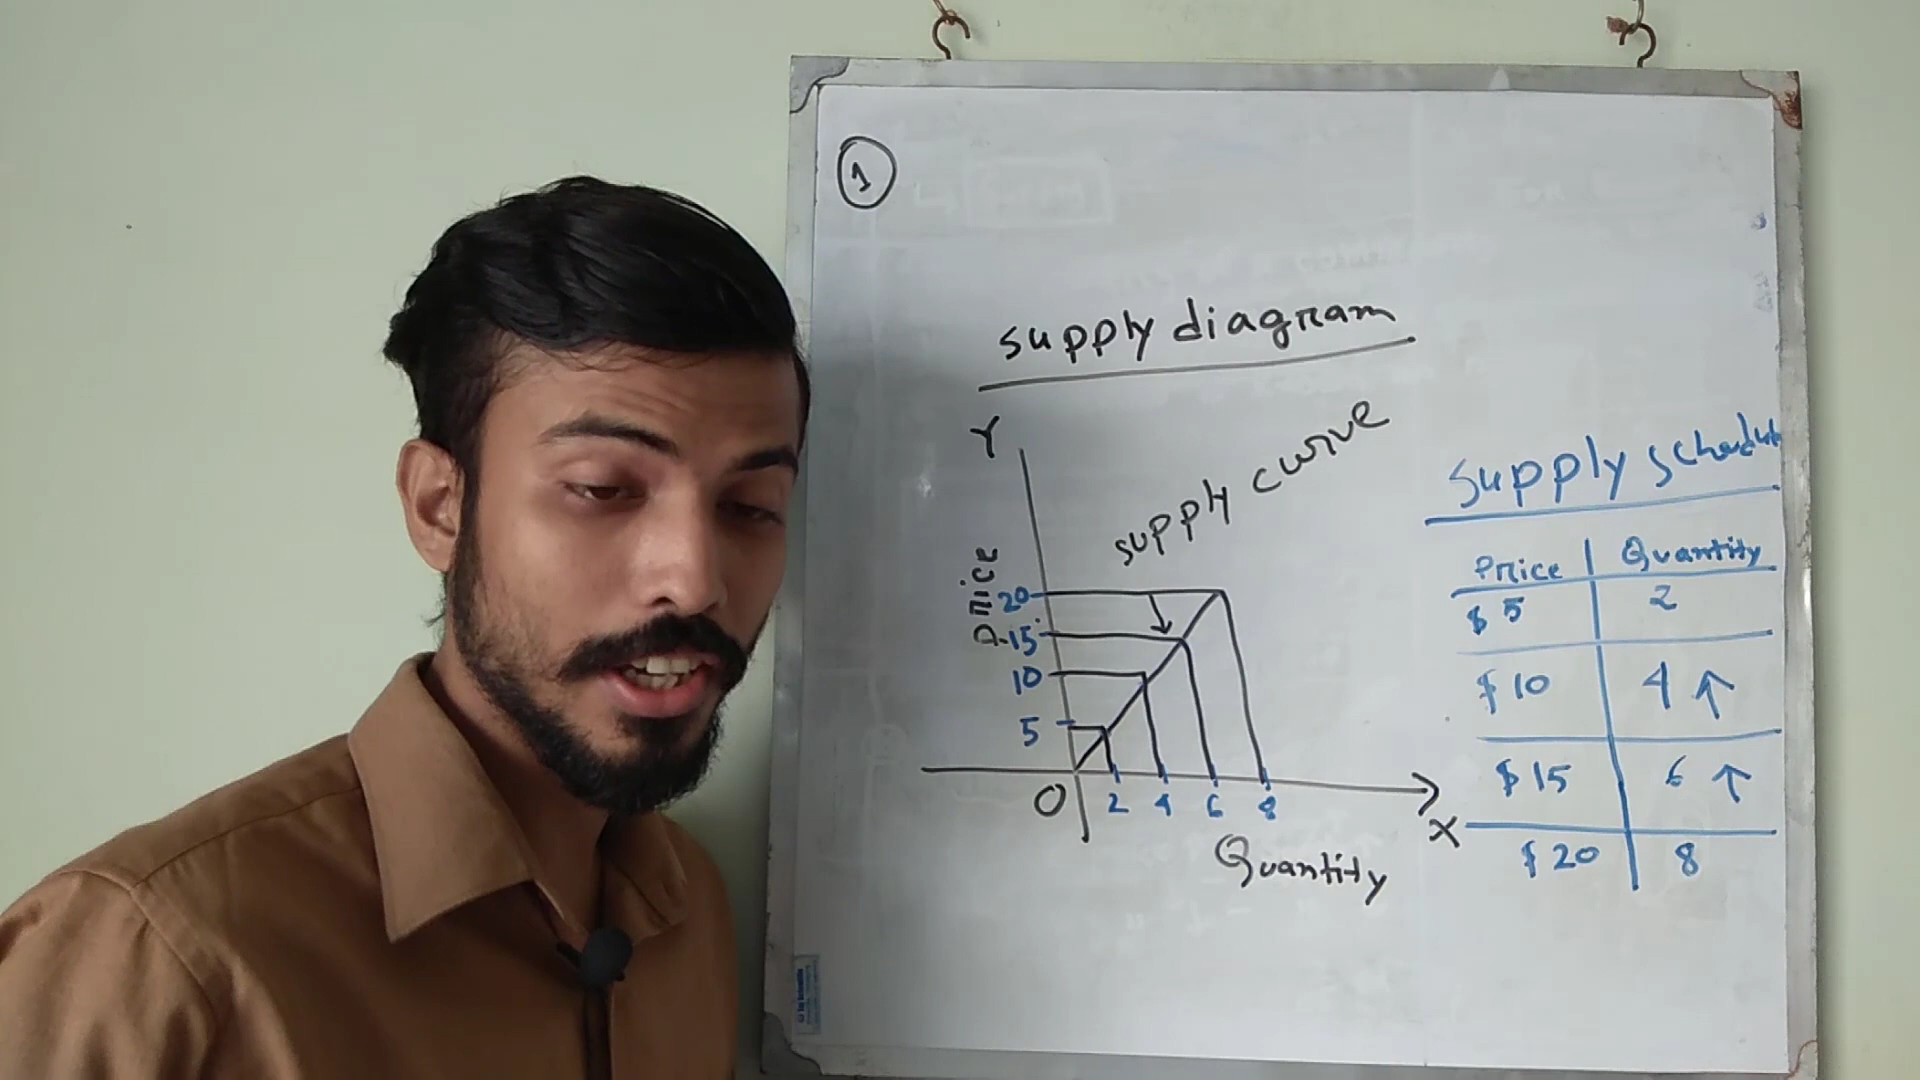 1
supply diagram
Y
supply curve
Price
20
15
10
5
O
2 4 6 8
X
Quantity
Supply schedule
Price Quantity
$ 5 2
$ 10 4 ↑
$ 15 6 ↑
$ 20 8